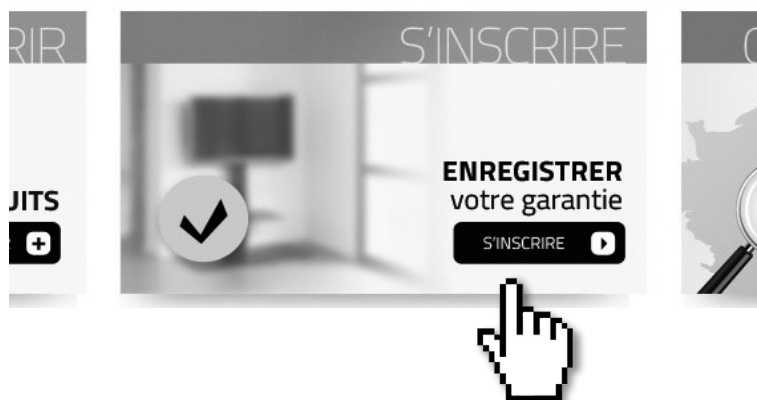 RIR
UITS
S'INSCRIRE
ENREGISTRER
votre garantie
S'INSCRIRE